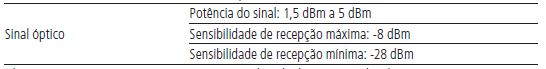 Potência do sinal: 1,5 dBm a 5 dBm
Sinal óptico
Sensibilidade de recepção máxima: -8 dBm
Sensibilidade de recepção mínima: -28 dBm